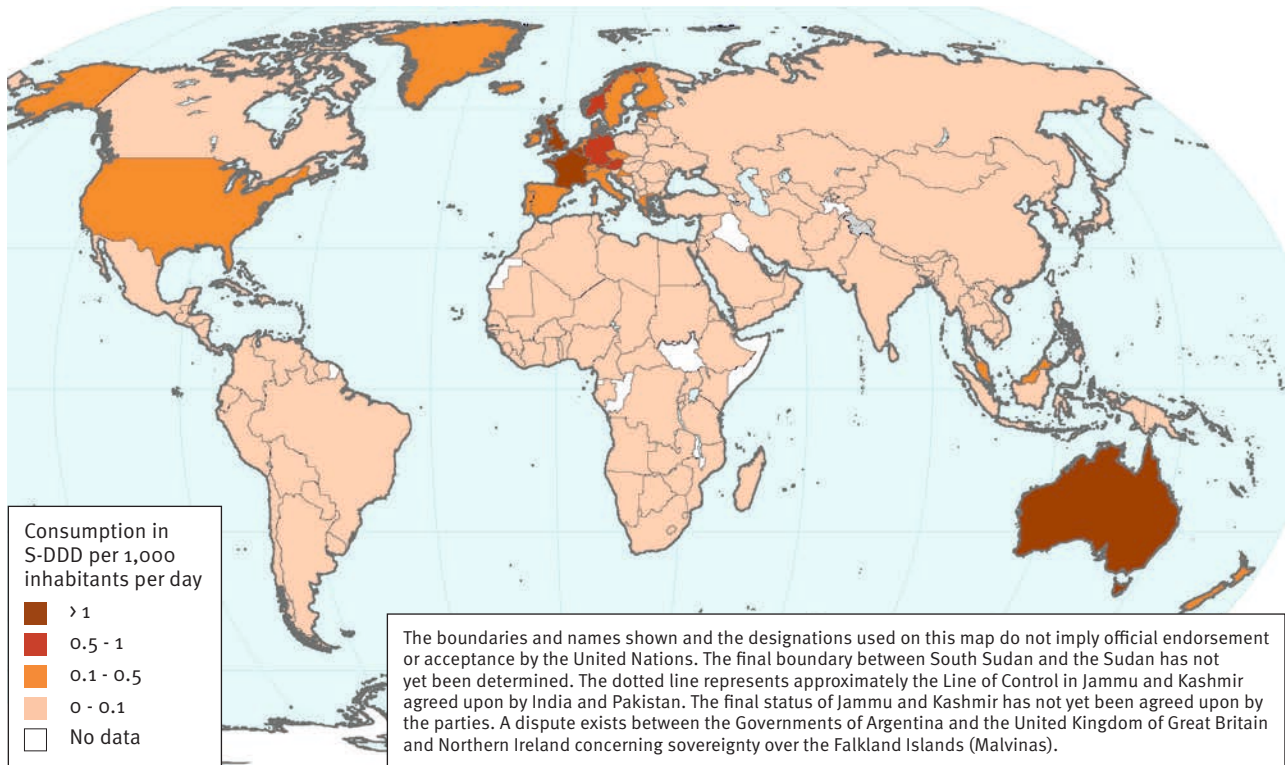 Consumption in
S-DDD per 1,000
inhabitants per day
> 1
0.5 - 1
0.1 - 0.5
0 - 0.1
No data
The boundaries and names shown and the designations used on this map do not imply official endorsement
or acceptance by the United Nations. The final boundary between South Sudan and the Sudan has not
yet been determined. The dotted line represents approximately the Line of Control in Jammu and Kashmir
agreed upon by India and Pakistan. The final status of Jammu and Kashmir has not yet been agreed upon by
the parties. A dispute exists between the Governments of Argentina and the United Kingdom of Great Britain
and Northern Ireland concerning sovereignty over the Falkland Islands (Malvinas).